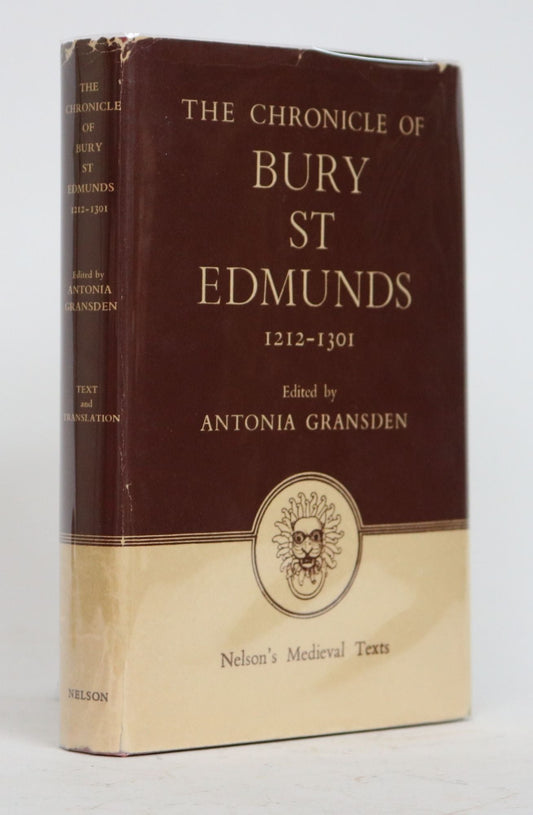 THE
CHRONICLE
OF
BURY
ST
EDMUNDS
1212-1301
Edited by
ANTONIA
GRANSDEN
TEXT
and
TRANSLATION
NELSON
THE CHRONICLE OF
BURY
ST
EDMUNDS
1212-1301
Edited by
ANTONIA GRANSDEN
Nelson's Medieval Texts